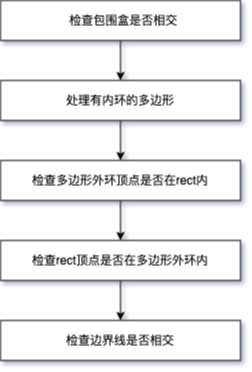 检查包围盒是否相交
处理有内环的多边形
检查多边形外环顶点是否在rect内
检查rect顶点是否在多边形外环内
检查边界线是否相交